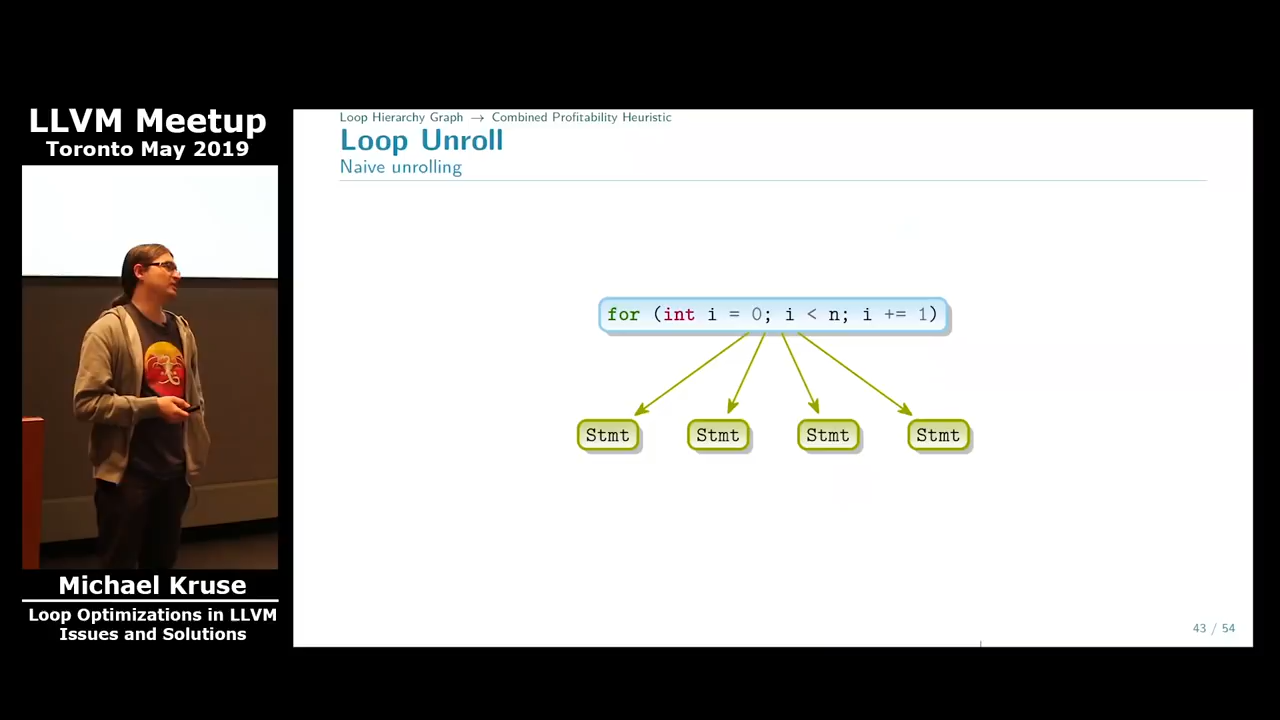 LLVM Meetup
Toronto May 2019
Michael Kruse
Loop Optimizations in LLVM
Issues and Solutions
Loop Hierarchy Graph → Combined Profitability Heuristic
Loop Unroll
Naive unrolling
for (int i = 0; i < n; i += 1)
Stmt Stmt Stmt Stmt
43 / 54